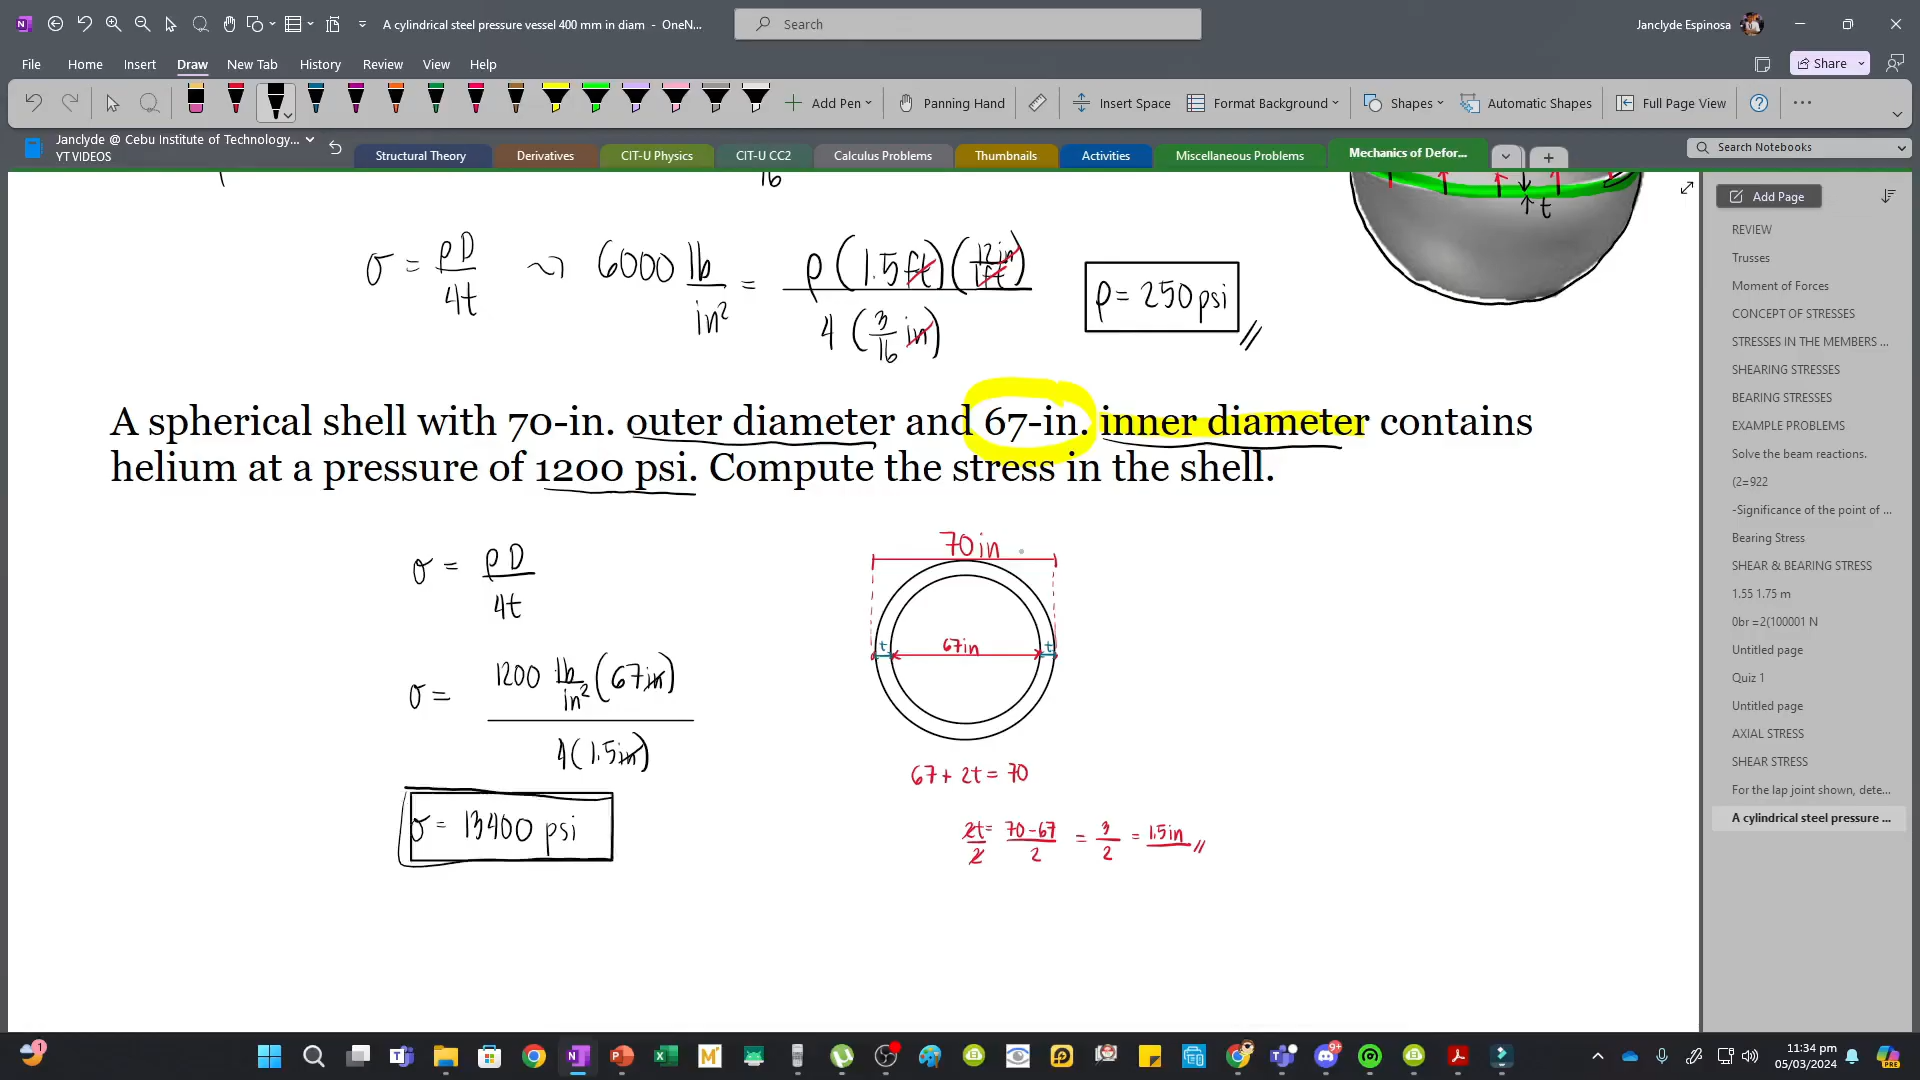 A cylindrical steel pressure vessel 400 mm in diam - OneN...
Search
Janclyde Espinosa
File Home Insert Draw New Tab History Review View Help
Share
Add Pen
Panning Hand
Insert Space
Format Background
Shapes
Automatic Shapes
Full Page View
Janclyde @ Cebu Institute of Technology...
YT VIDEOS
Structural Theory
Derivatives
CIT-U Physics
CIT-U CC2
Calculus Problems
Thumbnails
Activities
Miscellaneous Problems
Mechanics of Defor...
Search Notebooks
16
t
σ = ρD/4t ⤳ 6000 lb/in² = ρ(1.5ft)(12in/1ft) / 4(3/16 in)
ρ = 250psi //
A spherical shell with 70-in. outer diameter and 67-in. inner diameter contains
helium at a pressure of 1200 psi. Compute the stress in the shell.
σ = ρD/4t
σ = 1200 lb/in² (67in) / 4(1.5in)
σ = 13400 psi
70in
t 67in t
67 + 2t = 70
2t/2 = 70-67/2 = 3/2 = 1.5in //
Add Page
REVIEW
Trusses
Moment of Forces
CONCEPT OF STRESSES
STRESSES IN THE MEMBERS ...
SHEARING STRESSES
BEARING STRESSES
EXAMPLE PROBLEMS
Solve the beam reactions.
(2=922
-Significance of the point of ...
Bearing Stress
SHEAR & BEARING STRESS
1.55 1.75 m
0br =2(100001 N
Untitled page
Quiz 1
Untitled page
AXIAL STRESS
SHEAR STRESS
For the lap joint shown, dete...
A cylindrical steel pressure ...
1
9+
11:34 pm
05/03/2024